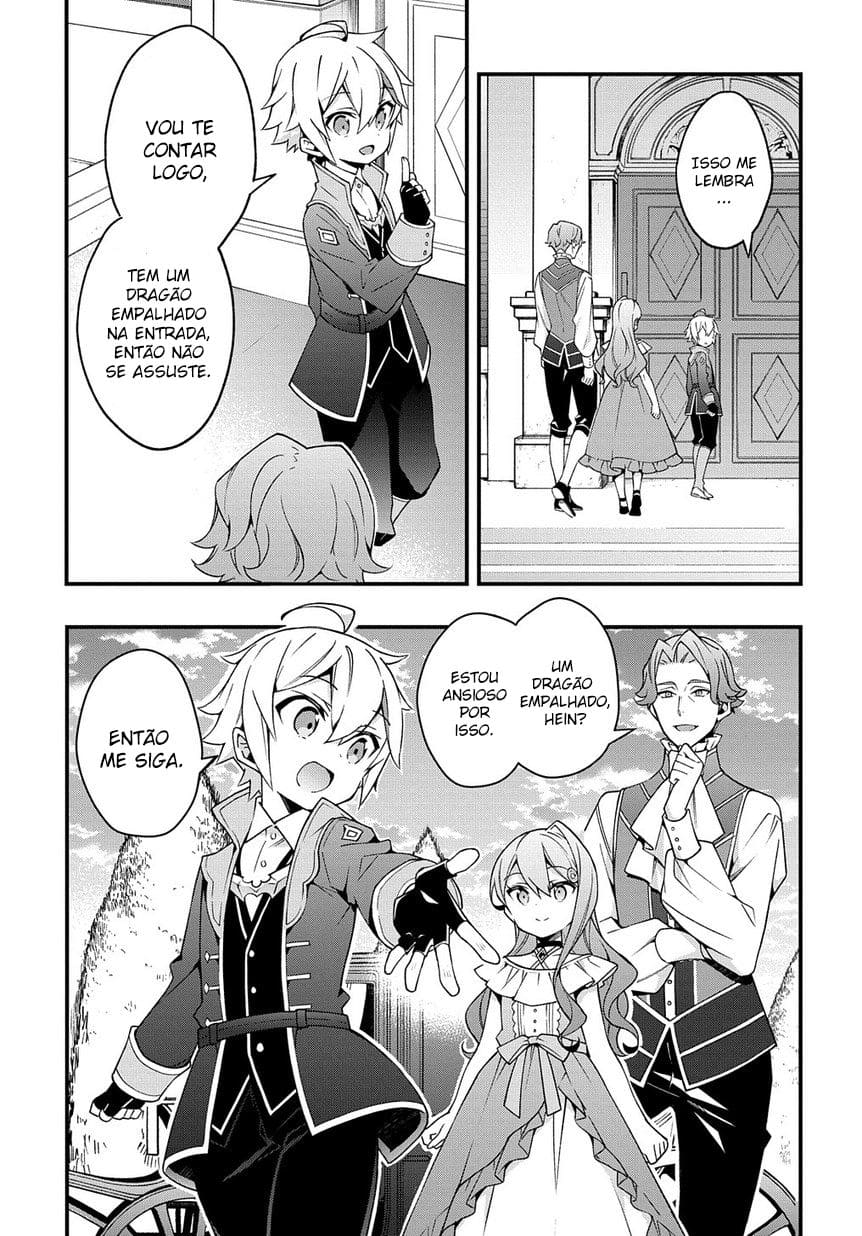 ISSO ME
LEMBRA
...
VOU TE
CONTAR
LOGO,
TEM UM
DRAGÃO
EMPALHADO
NA ENTRADA,
ENTÃO NÃO
SE ASSUSTE.
UM
DRAGÃO
EMPALHADO,
HEIN?
ESTOU
ANSIOSO
POR
ISSO.
ENTÃO
ME SIGA.